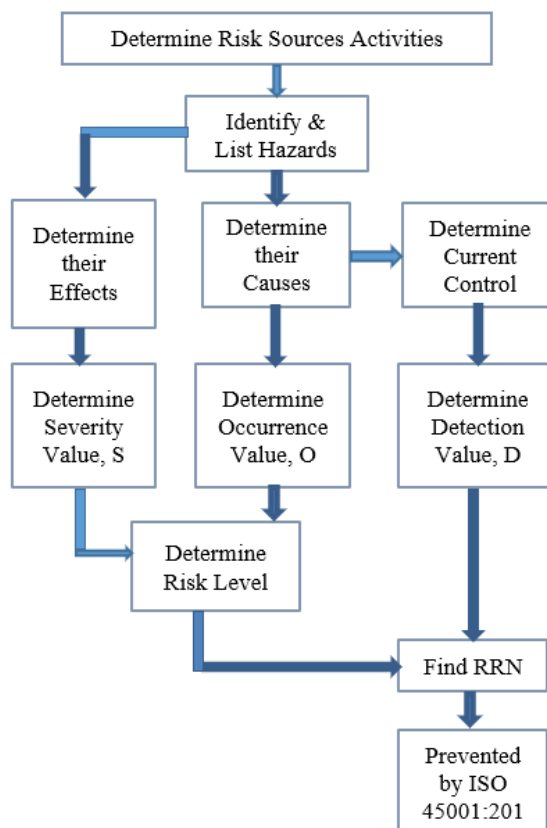 Determine Risk Sources Activities
Identify &
List Hazards
Determine
their
Effects
Determine
their
Causes
Determine
Current
Control
Determine
Severity
Value, S
Determine
Occurrence
Value, O
Determine
Detection
Value, D
Determine
Risk Level
Find RRN
Prevented
by ISO
45001:201